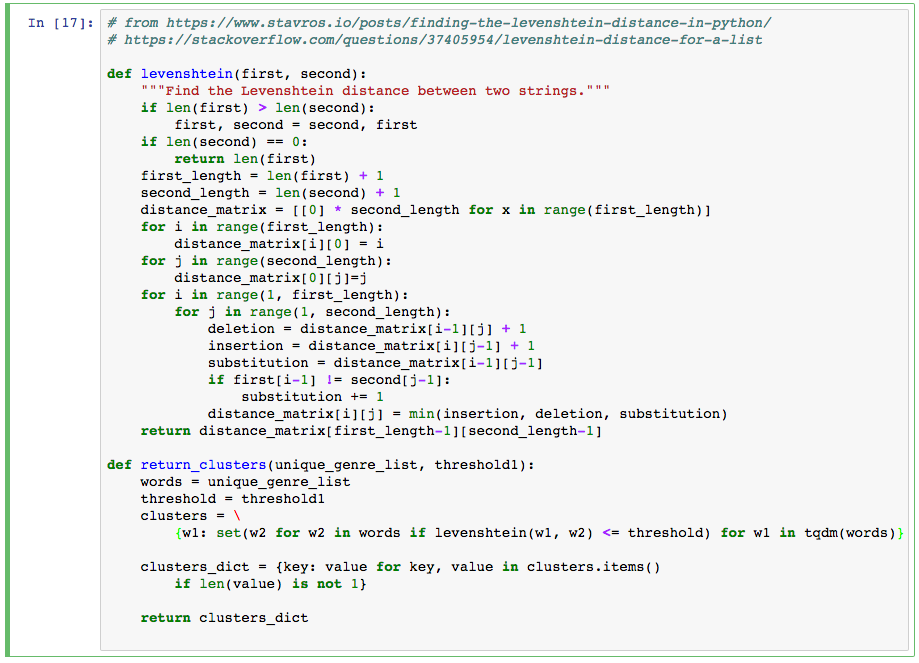 In [17]: # from https://www.stavros.io/posts/finding-the-levenshtein-distance-in-python/
# https://stackoverflow.com/questions/37405954/levenshtein-distance-for-a-list

def levenshtein(first, second):
    """Find the Levenshtein distance between two strings."""
    if len(first) > len(second):
        first, second = second, first
    if len(second) == 0:
        return len(first)
    first_length = len(first) + 1
    second_length = len(second) + 1
    distance_matrix = [[0] * second_length for x in range(first_length)]
    for i in range(first_length):
        distance_matrix[i][0] = i
    for j in range(second_length):
        distance_matrix[0][j]=j
    for i in range(1, first_length):
        for j in range(1, second_length):
            deletion = distance_matrix[i-1][j] + 1
            insertion = distance_matrix[i][j-1] + 1
            substitution = distance_matrix[i-1][j-1]
            if first[i-1] != second[j-1]:
                substitution += 1
            distance_matrix[i][j] = min(insertion, deletion, substitution)
    return distance_matrix[first_length-1][second_length-1]

def return_clusters(unique_genre_list, threshold1):
    words = unique_genre_list
    threshold = threshold1
    clusters = \
        {w1: set(w2 for w2 in words if levenshtein(w1, w2) <= threshold) for w1 in tqdm(words)}

    clusters_dict = {key: value for key, value in clusters.items()
        if len(value) is not 1}

    return clusters_dict